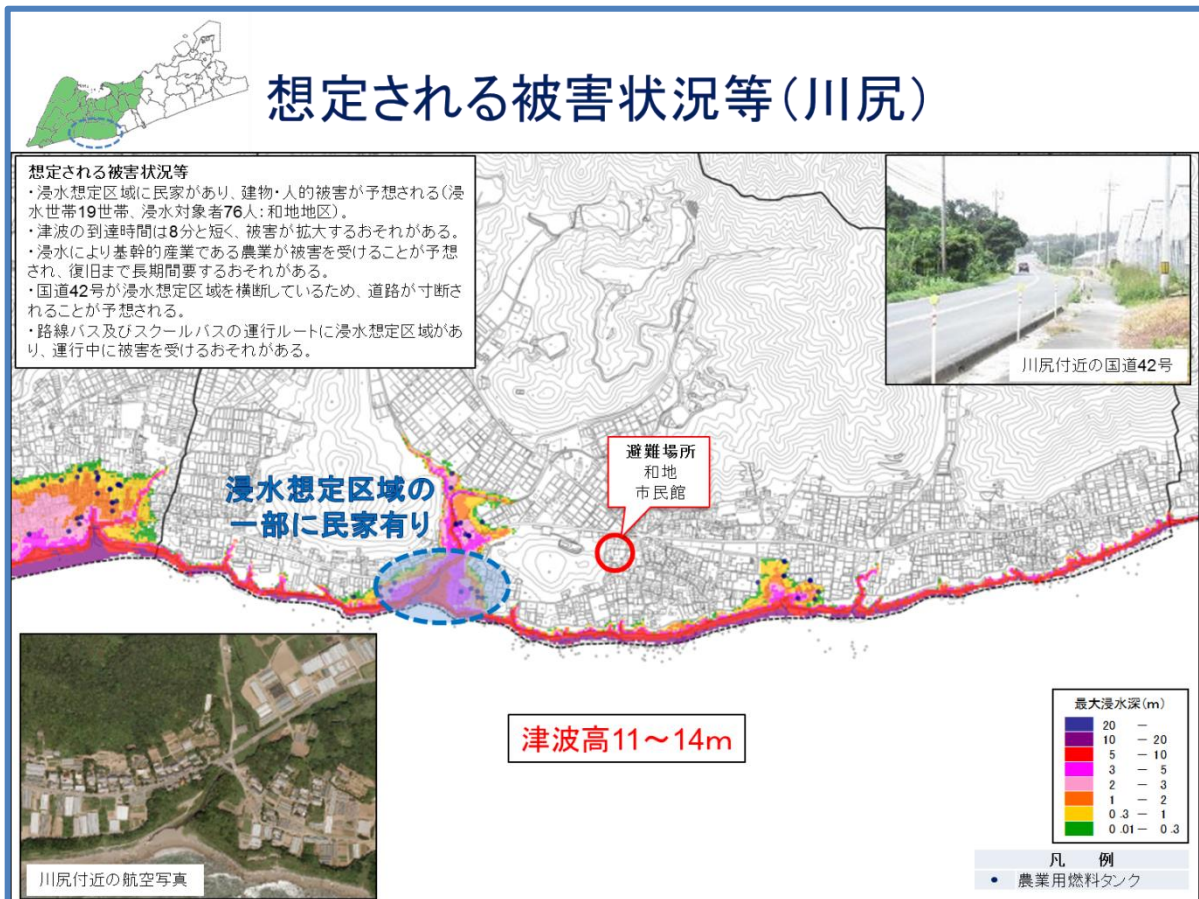 想定される被害状況等(川尻)
想定される被害状況等
・浸水想定区域に民家があり、建物・人的被害が予想される(浸
水世帯19世帯、浸水対象者76人:和地地区)。
・津波の到達時間は8分と短く、被害が拡大するおそれがある。
・浸水により基幹的産業である農業が被害を受けることが予想
され、復旧まで長期間要するおそれがある。
・国道42号が浸水想定区域を横断しているため、道路が寸断さ
れることが予想される。
・路線バス及びスクールバスの運行ルートに浸水想定区域があ
り、運行中に被害を受けるおそれがある。
川尻付近の国道42号
避難場所
和地
市民館
浸水想定区域の
一部に民家有り
津波高11~14m
川尻付近の航空写真
最大浸水深(m)
20 -
10 - 20
5 - 10
3 - 5
2 - 3
1 - 2
0.3 - 1
0.01 - 0.3
凡 例
• 農業用燃料タンク